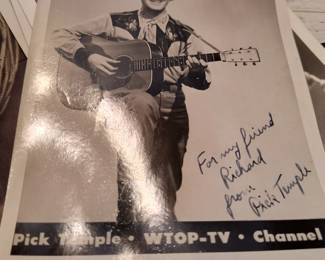 For my friend
Richard
from
Pick Temple
Pick Temple • WTOP-TV • Channel